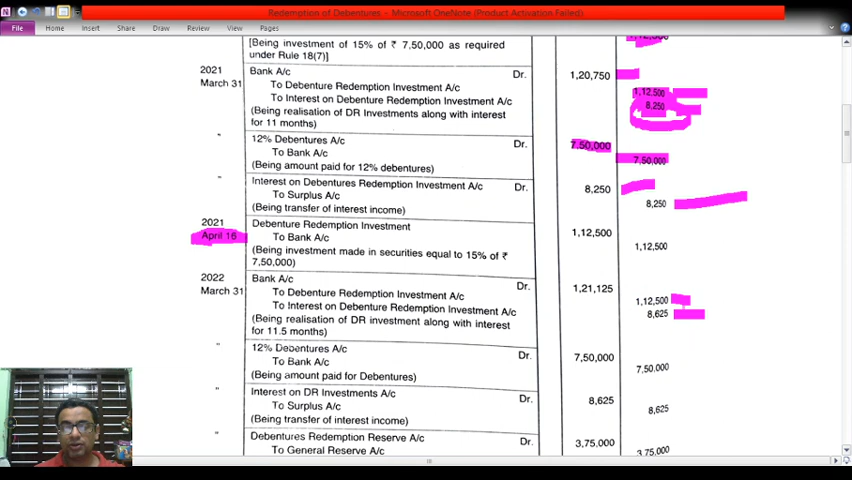 Redemption of Debentures - Microsoft OneNote (Product Activation Failed)
File Home Insert Share Draw Review View Pages
[Being investment of 15% of ₹ 7,50,000 as required
under Rule 18(7)]
2021 Bank A/c Dr. 1,20,750
March 31 To Debenture Redemption Investment A/c 1,12,500
To Interest on Debenture Redemption Investment A/c 8,250
(Being realisation of DR Investments along with interest
for 11 months)
" 12% Debentures A/c Dr. 7,50,000
To Bank A/c 7,50,000
(Being amount paid for 12% debentures)
" Interest on Debentures Redemption Investment A/c Dr. 8,250
To Surplus A/c 8,250
(Being transfer of interest income)
2021 Debenture Redemption Investment 1,12,500
April 16 To Bank A/c 1,12,500
(Being investment made in securities equal to 15% of ₹
7,50,000)
2022 Bank A/c Dr. 1,21,125
March 31 To Debenture Redemption Investment A/c 1,12,500
To Interest on Debenture Redemption Investment A/c 8,625
(Being realisation of DR investment along with interest
for 11.5 months)
" 12% Debentures A/c Dr. 7,50,000
To Bank A/c 7,50,000
(Being amount paid for Debentures)
" Interest on DR Investments A/c Dr. 8,625
To Surplus A/c 8,625
(Being transfer of interest income)
" Debentures Redemption Reserve A/c Dr. 3,75,000
To General Reserve A/c 3,75,000